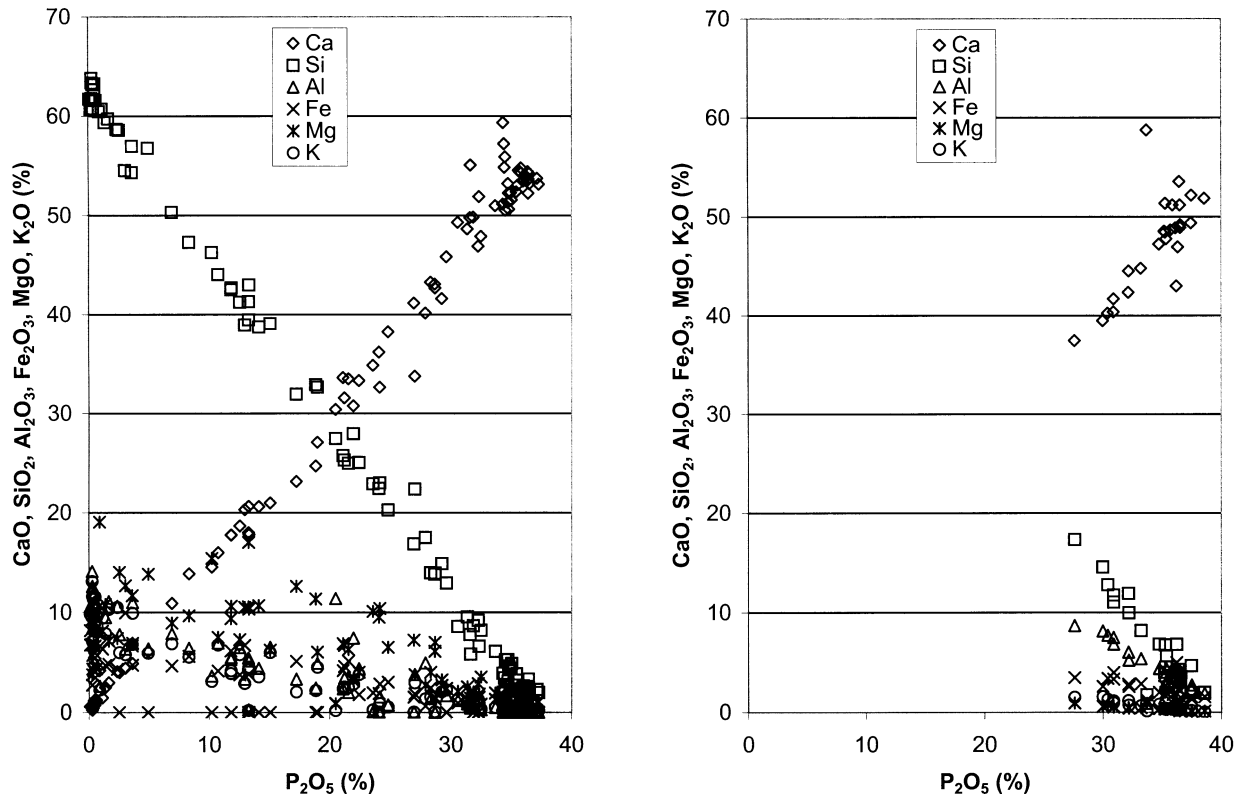 70
60
50
40
30
20
10
0
CaO, SiO₂, Al₂O₃, Fe₂O₃, MgO, K₂O (%)
Ca
Si
Al
Fe
Mg
K
0 10 20 30 40
P₂O₅ (%)
70
60
50
40
30
20
10
0
CaO, SiO₂, Al₂O₃, Fe₂O₃, MgO, K₂O (%)
Ca
Si
Al
Fe
Mg
K
0 10 20 30 40
P₂O₅ (%)